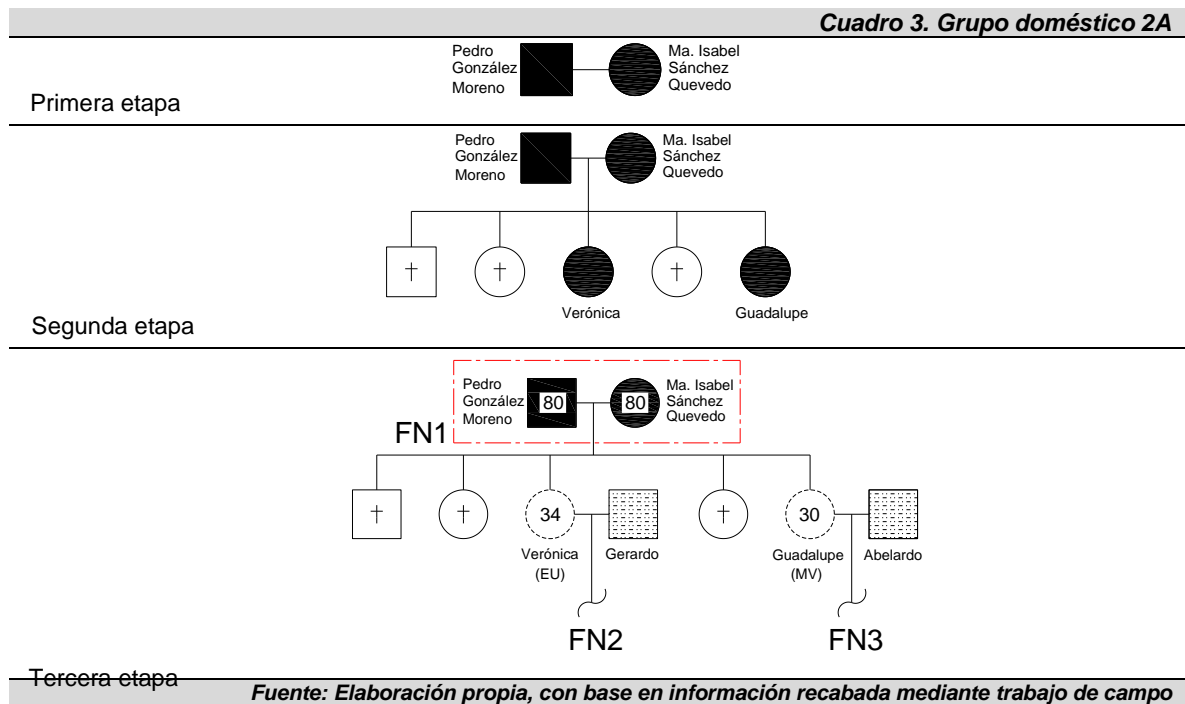 Cuadro 3. Grupo doméstico 2A
Pedro
González
Moreno
Ma. Isabel
Sánchez
Quevedo
Primera etapa
Pedro
González
Moreno
Ma. Isabel
Sánchez
Quevedo
†
†
†
Verónica
Guadalupe
Segunda etapa
Pedro
González
Moreno
80
80
Ma. Isabel
Sánchez
Quevedo
FN1
†
†
34
†
30
Verónica
(EU)
Gerardo
Guadalupe
(MV)
Abelardo
FN2
FN3
Tercera etapa
Fuente: Elaboración propia, con base en información recabada mediante trabajo de campo